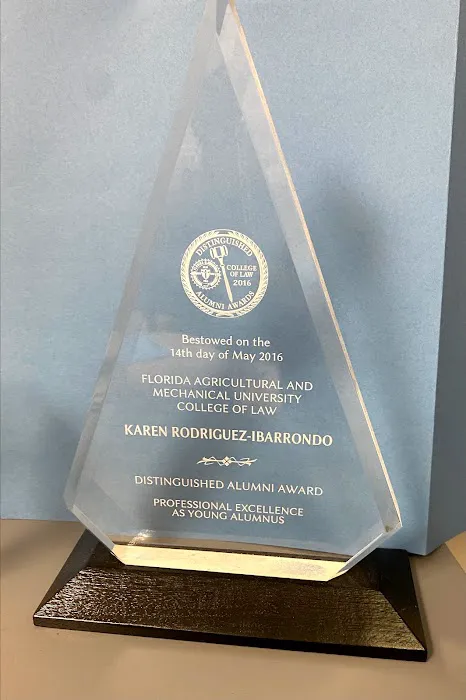 DISTINGUISHED
COLLEGE
OF LAW
2016
ALUMNI AWARDS
Bestowed on the
14th day of May 2016
FLORIDA AGRICULTURAL AND
MECHANICAL UNIVERSITY
COLLEGE OF LAW
KAREN RODRIGUEZ-IBARRONDO
DISTINGUISHED ALUMNI AWARD
PROFESSIONAL EXCELLENCE
AS YOUNG ALUMNUS